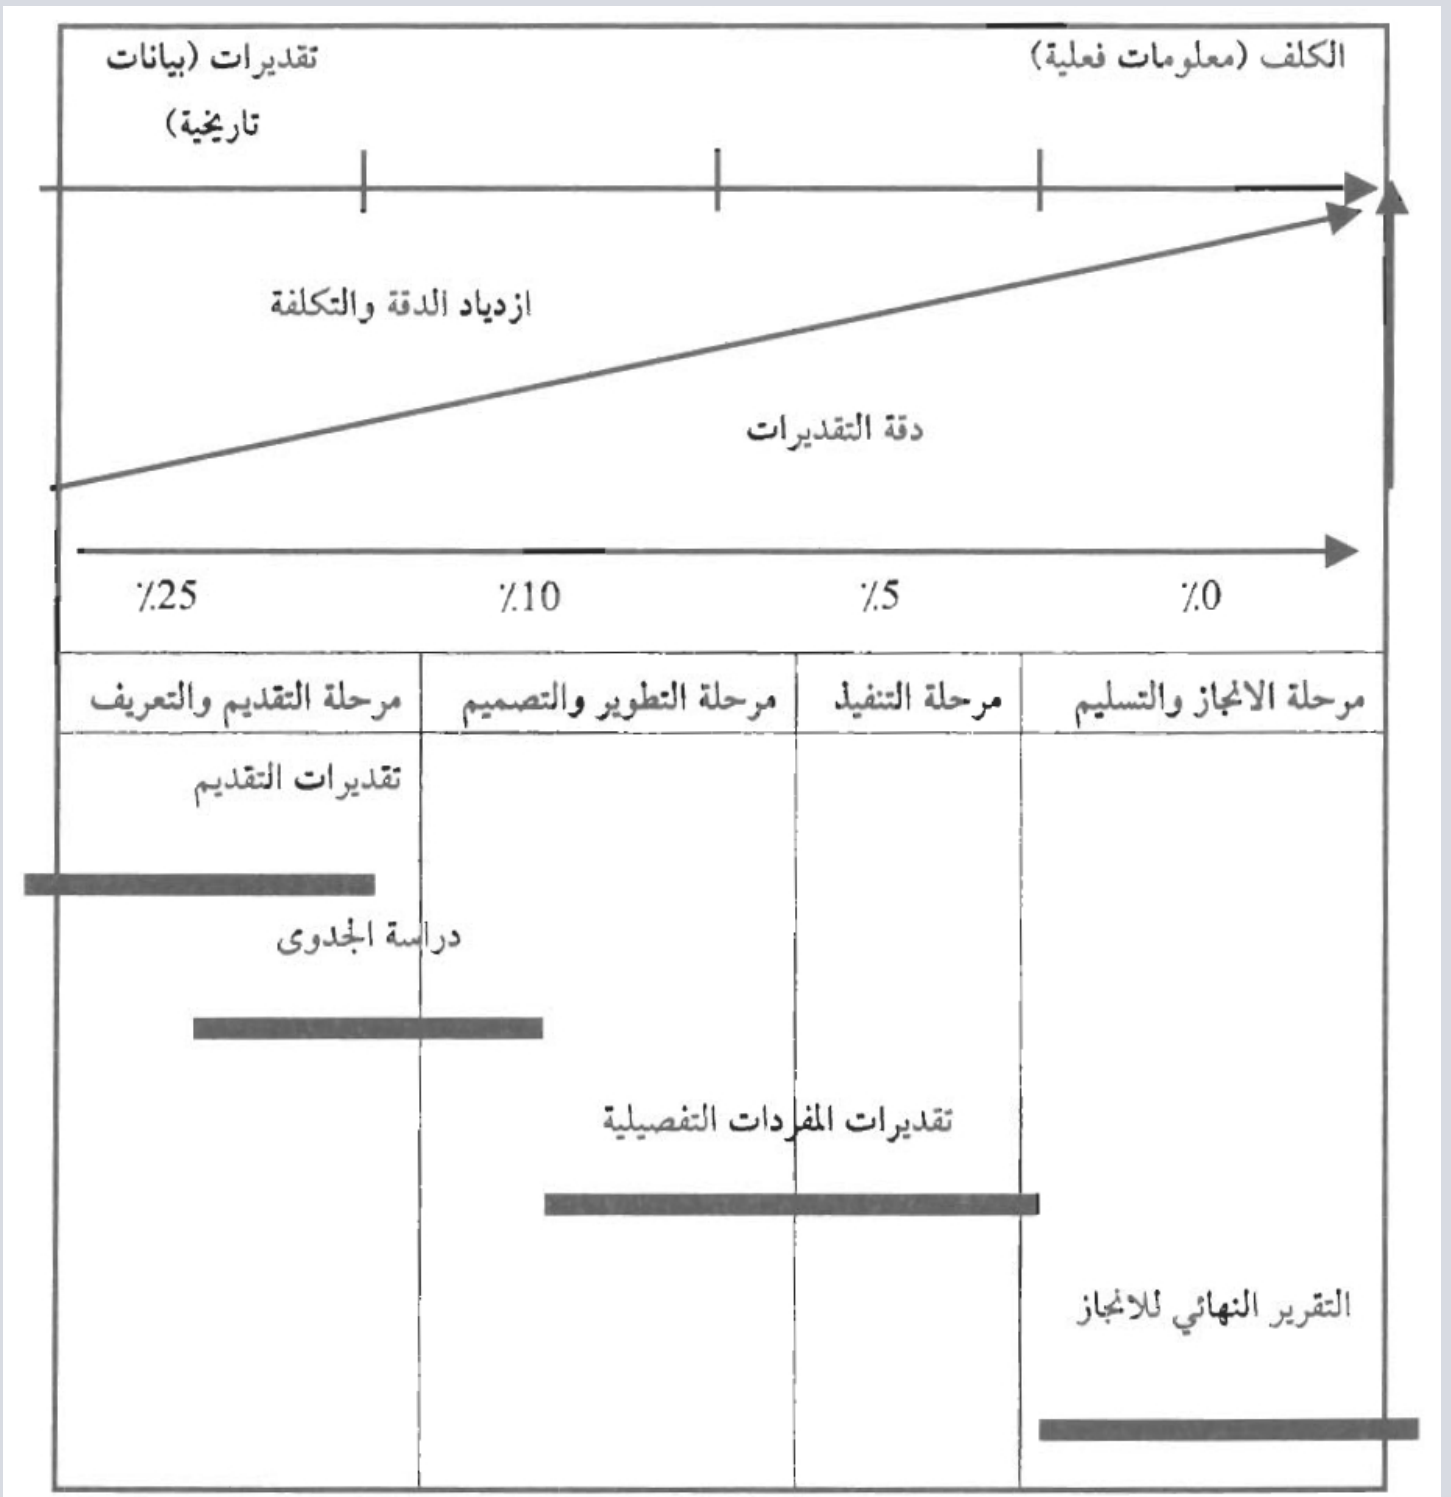 الكلف (معلومات فعلية)
تقديرات (بيانات
تاريخية)
ازدياد الدقة والتكلفة
دقة التقديرات
٪25
٪10
٪5
٪0
مرحلة التقديم والتعريف
مرحلة التطوير والتصميم
مرحلة التنفيذ
مرحلة الانجاز والتسليم
تقديرات التقديم
دراسة الجدوى
تقديرات المفردات التفصيلية
التقرير النهائي للانجاز